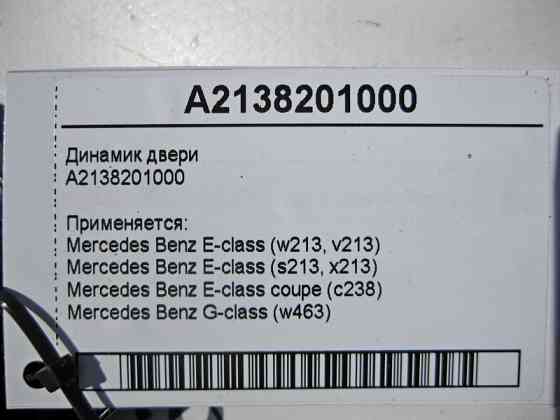 A2138201000
Динамик двери
A2138201000
Применяется:
Mercedes Benz E-class (w213, v213)
Mercedes Benz E-class (s213, x213)
Mercedes Benz E-class coupe (c238)
Mercedes Benz G-class (w463)